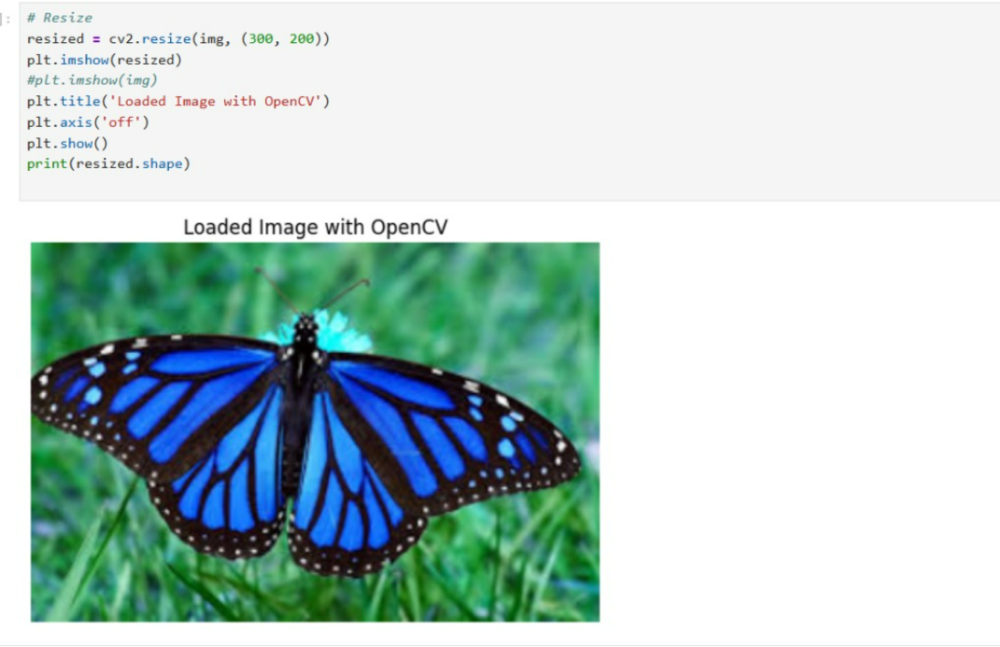 ]:
# Resize
resized = cv2.resize(img, (300, 200))
plt.imshow(resized)
#plt.imshow(img)
plt.title('Loaded Image with OpenCV')
plt.axis('off')
plt.show()
print(resized.shape)
Loaded Image with OpenCV